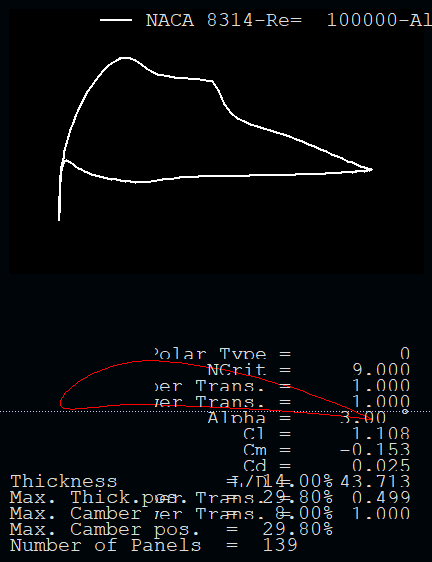 NACA 8314-Re= 100000-Al
Polar Type = 0
NCrit = 9.000
per Trans. = 1.000
wer Trans. = 1.000
Alpha = 3.00 °
Cl = 1.108
Cm = -0.153
Cd = 0.025
L/D = 43.713
Thickness = 14.00%
Max. Thick.pos. = 29.80%
per Trans. = 0.499
Max. Camber = 8.00%
wer Trans. = 1.000
Max. Camber pos. = 29.80%
Number of Panels = 139